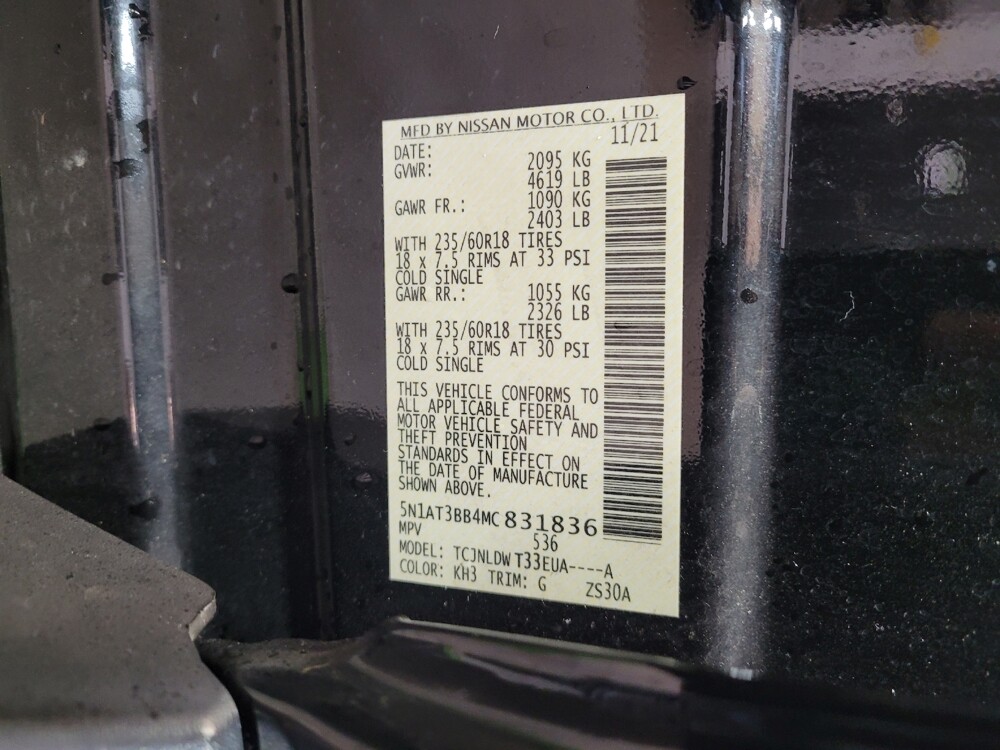 MFD BY NISSAN MOTOR CO., LTD.
DATE: 11/21
GVWR: 2095 KG
4619 LB
GAWR FR.: 1090 KG
2403 LB
WITH 235/60R18 TIRES
18 x 7.5 RIMS AT 33 PSI
COLD SINGLE
GAWR RR.: 1055 KG
2326 LB
WITH 235/60R18 TIRES
18 x 7.5 RIMS AT 30 PSI
COLD SINGLE
THIS VEHICLE CONFORMS TO
ALL APPLICABLE FEDERAL
MOTOR VEHICLE SAFETY AND
THEFT PREVENTION
STANDARDS IN EFFECT ON
THE DATE OF MANUFACTURE
SHOWN ABOVE.
5N1AT3BB4MC831836
MPV 536
MODEL: TCJNLDWT33EUA----A
COLOR: KH3 TRIM: G ZS30A